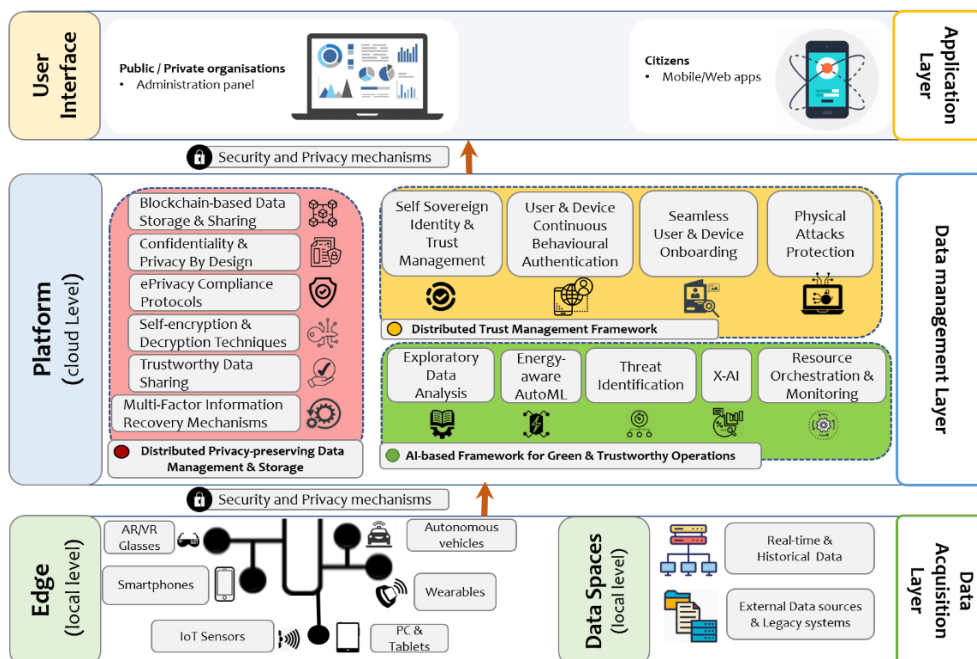 User
Interface
Public / Private organisations
• Administration panel
Citizens
• Mobile/Web apps
Application
Layer
Security and Privacy mechanisms
Platform
(cloud Level)
Blockchain-based Data
Storage & Sharing
Confidentiality &
Privacy By Design
ePrivacy Compliance
Protocols
Self-encryption &
Decryption Techniques
Trustworthy Data
Sharing
Multi-Factor Information
Recovery Mechanisms
Distributed Privacy-preserving Data
Management & Storage
Self Sovereign
Identity &
Trust
Management
User & Device
Continuous
Behavioural
Authentication
Seamless
User & Device
Onboarding
Physical
Attacks
Protection
Distributed Trust Management Framework
Exploratory
Data
Analysis
Energy-
aware
AutoML
Threat
Identification
X-AI
Resource
Orchestration &
Monitoring
AI-based Framework for Green & Trustworthy Operations
Data management Layer
Security and Privacy mechanisms
Edge
(local level)
AR/VR
Glasses
Smartphones
IoT Sensors
Autonomous
vehicles
Wearables
PC &
Tablets
Data Spaces
(local level)
Real-time &
Historical Data
External Data sources
& Legacy systems
Data
Acquisition
Layer